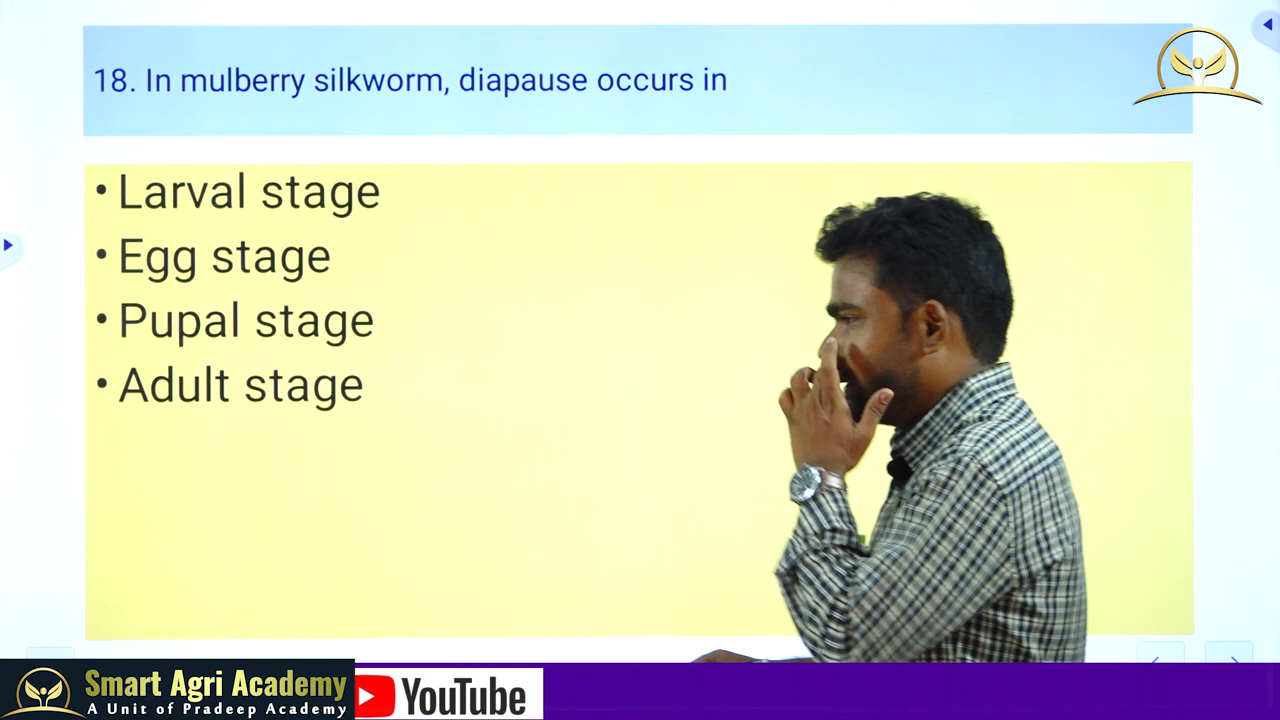 18. In mulberry silkworm, diapause occurs in
• Larval stage
• Egg stage
• Pupal stage
• Adult stage
Smart Agri Academy
A Unit of Pradeep Academy
YouTube